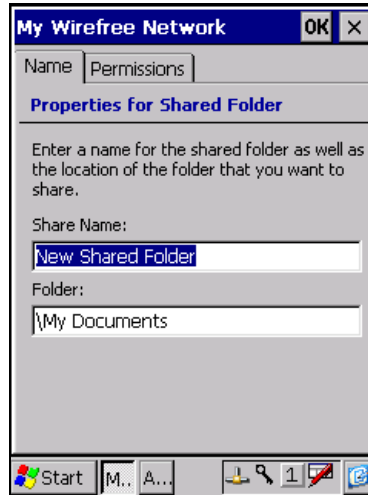 My Wirefree Network OK ×
Name Permissions
Properties for Shared Folder
Enter a name for the shared folder as well as
the location of the folder that you want to
share.
Share Name:
New Shared Folder
Folder:
\My Documents
Start M.. A... 1